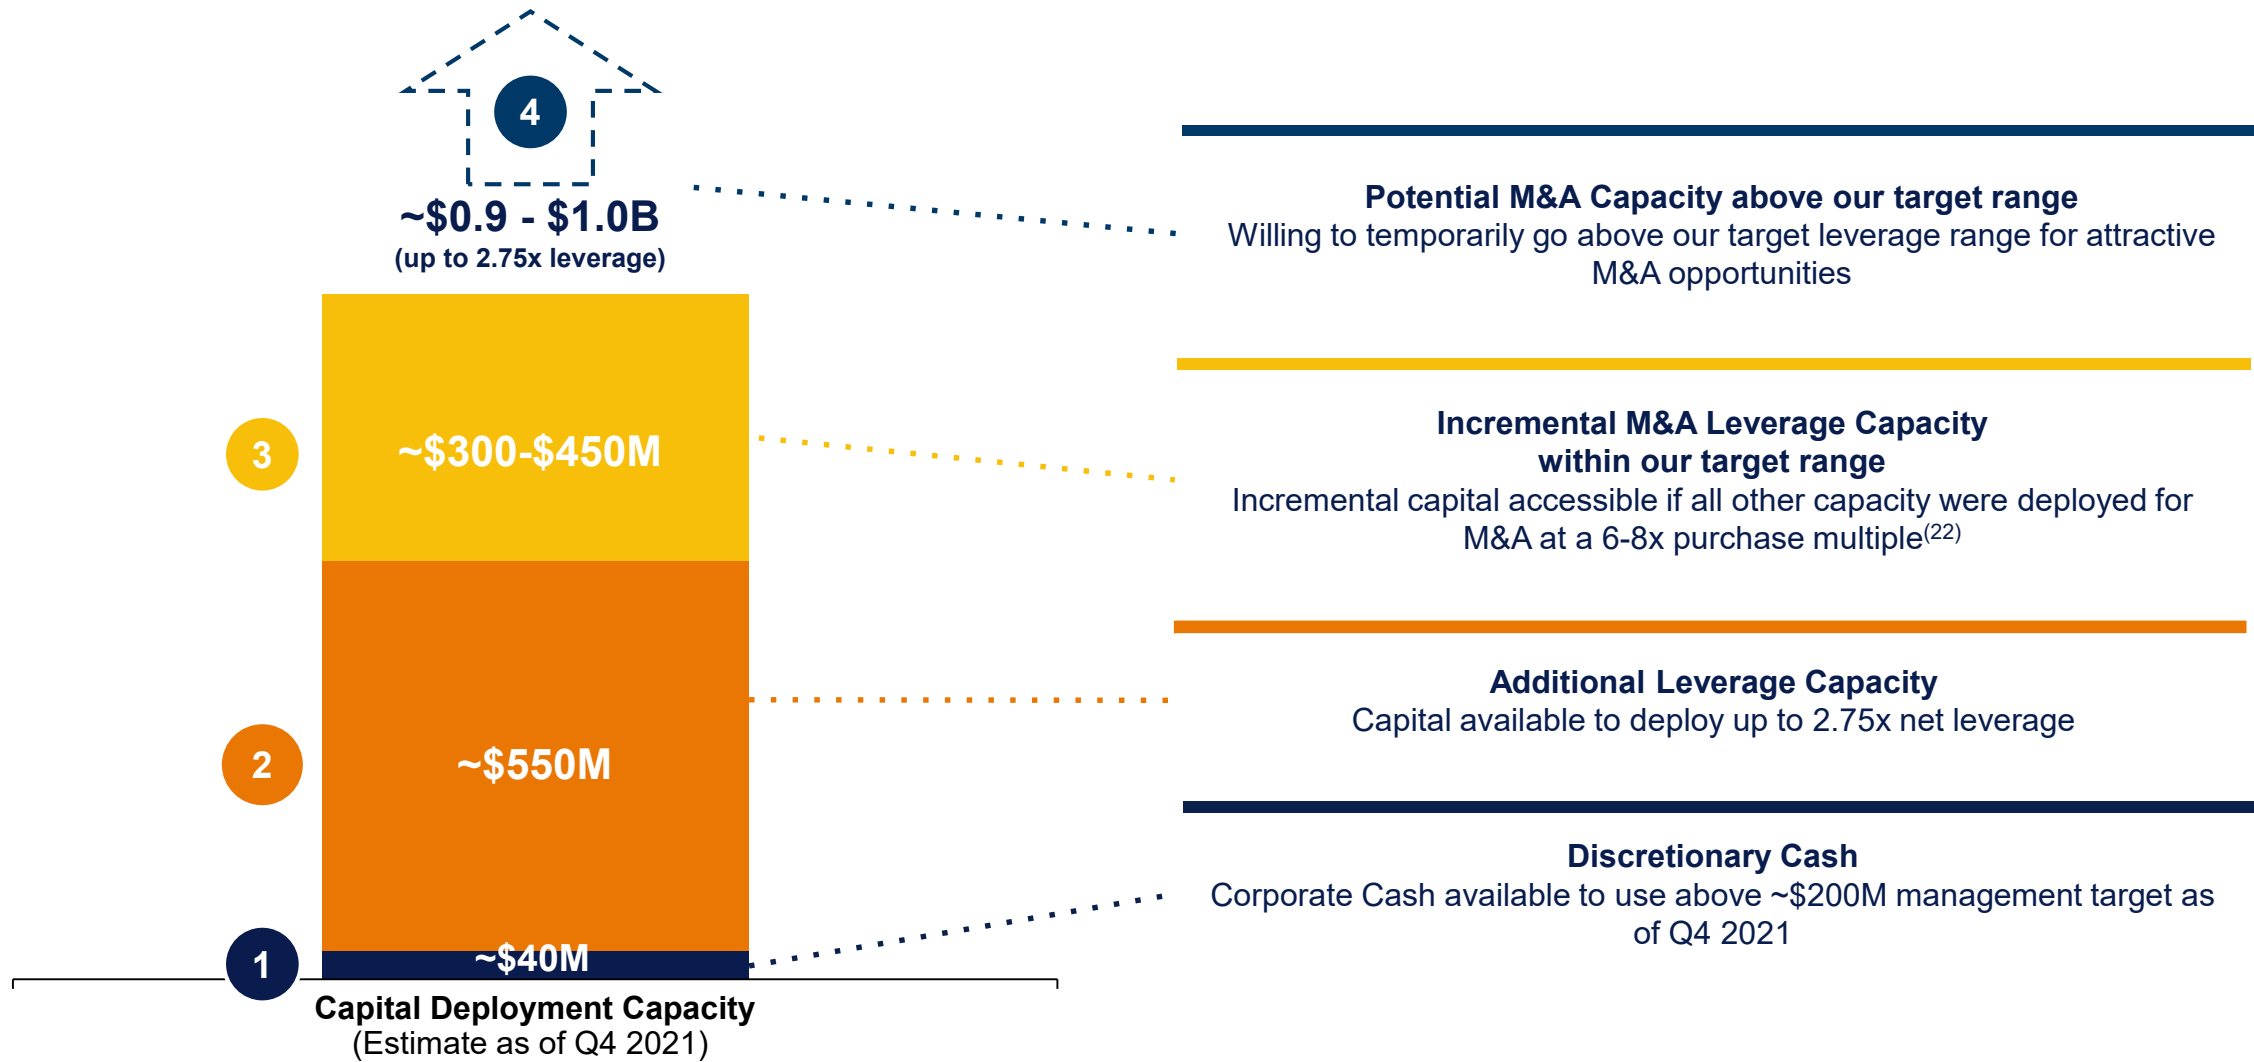 4
~$0.9 - $1.0B
(up to 2.75x leverage)
3
~$300-$450M
2
~$550M
1
~$40M
Capital Deployment Capacity
(Estimate as of Q4 2021)
Potential M&A Capacity above our target range
Willing to temporarily go above our target leverage range for attractive
M&A opportunities
Incremental M&A Leverage Capacity
within our target range
Incremental capital accessible if all other capacity were deployed for
M&A at a 6-8x purchase multiple(22)
Additional Leverage Capacity
Capital available to deploy up to 2.75x net leverage
Discretionary Cash
Corporate Cash available to use above ~$200M management target as
of Q4 2021